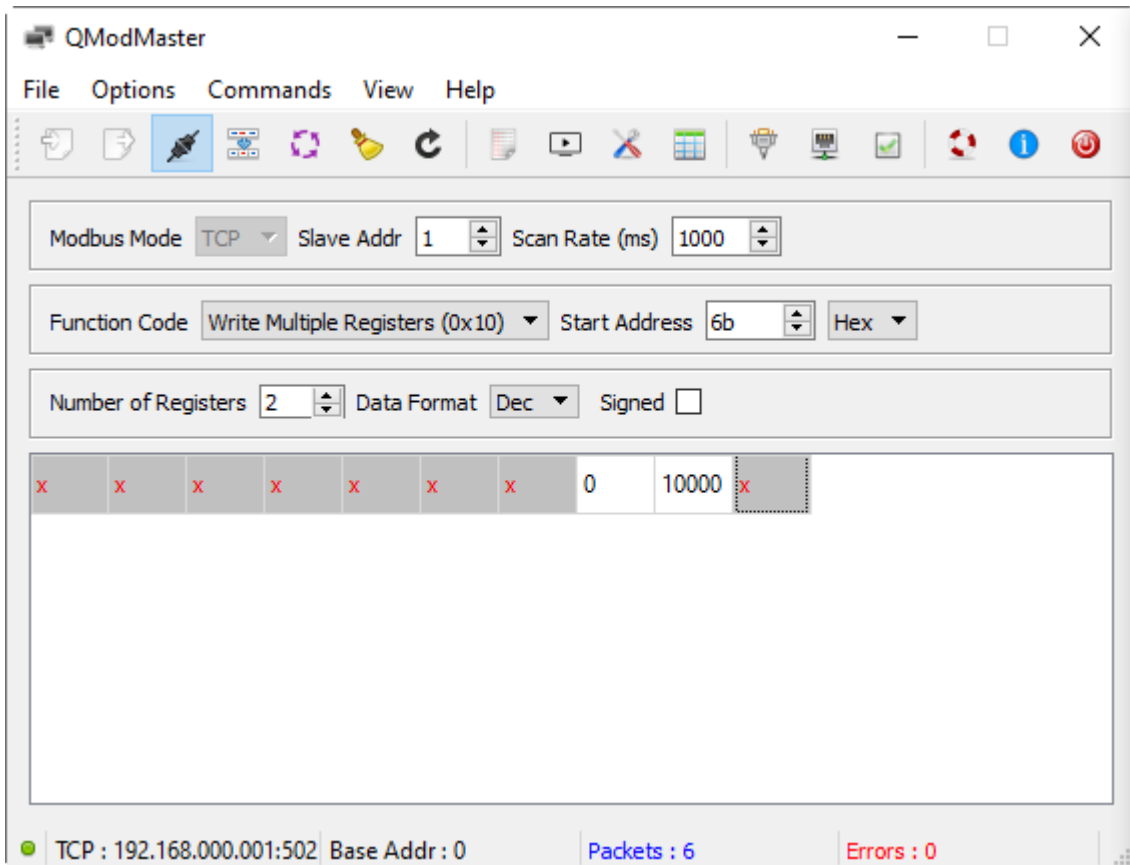 QModMaster
File Options Commands View Help
Modbus Mode TCP Slave Addr 1 Scan Rate (ms) 1000
Function Code Write Multiple Registers (0x10) Start Address 6b Hex
Number of Registers 2 Data Format Dec Signed
x x x x x x x 0 10000 x
TCP : 192.168.000.001:502 Base Addr : 0 Packets : 6 Errors : 0